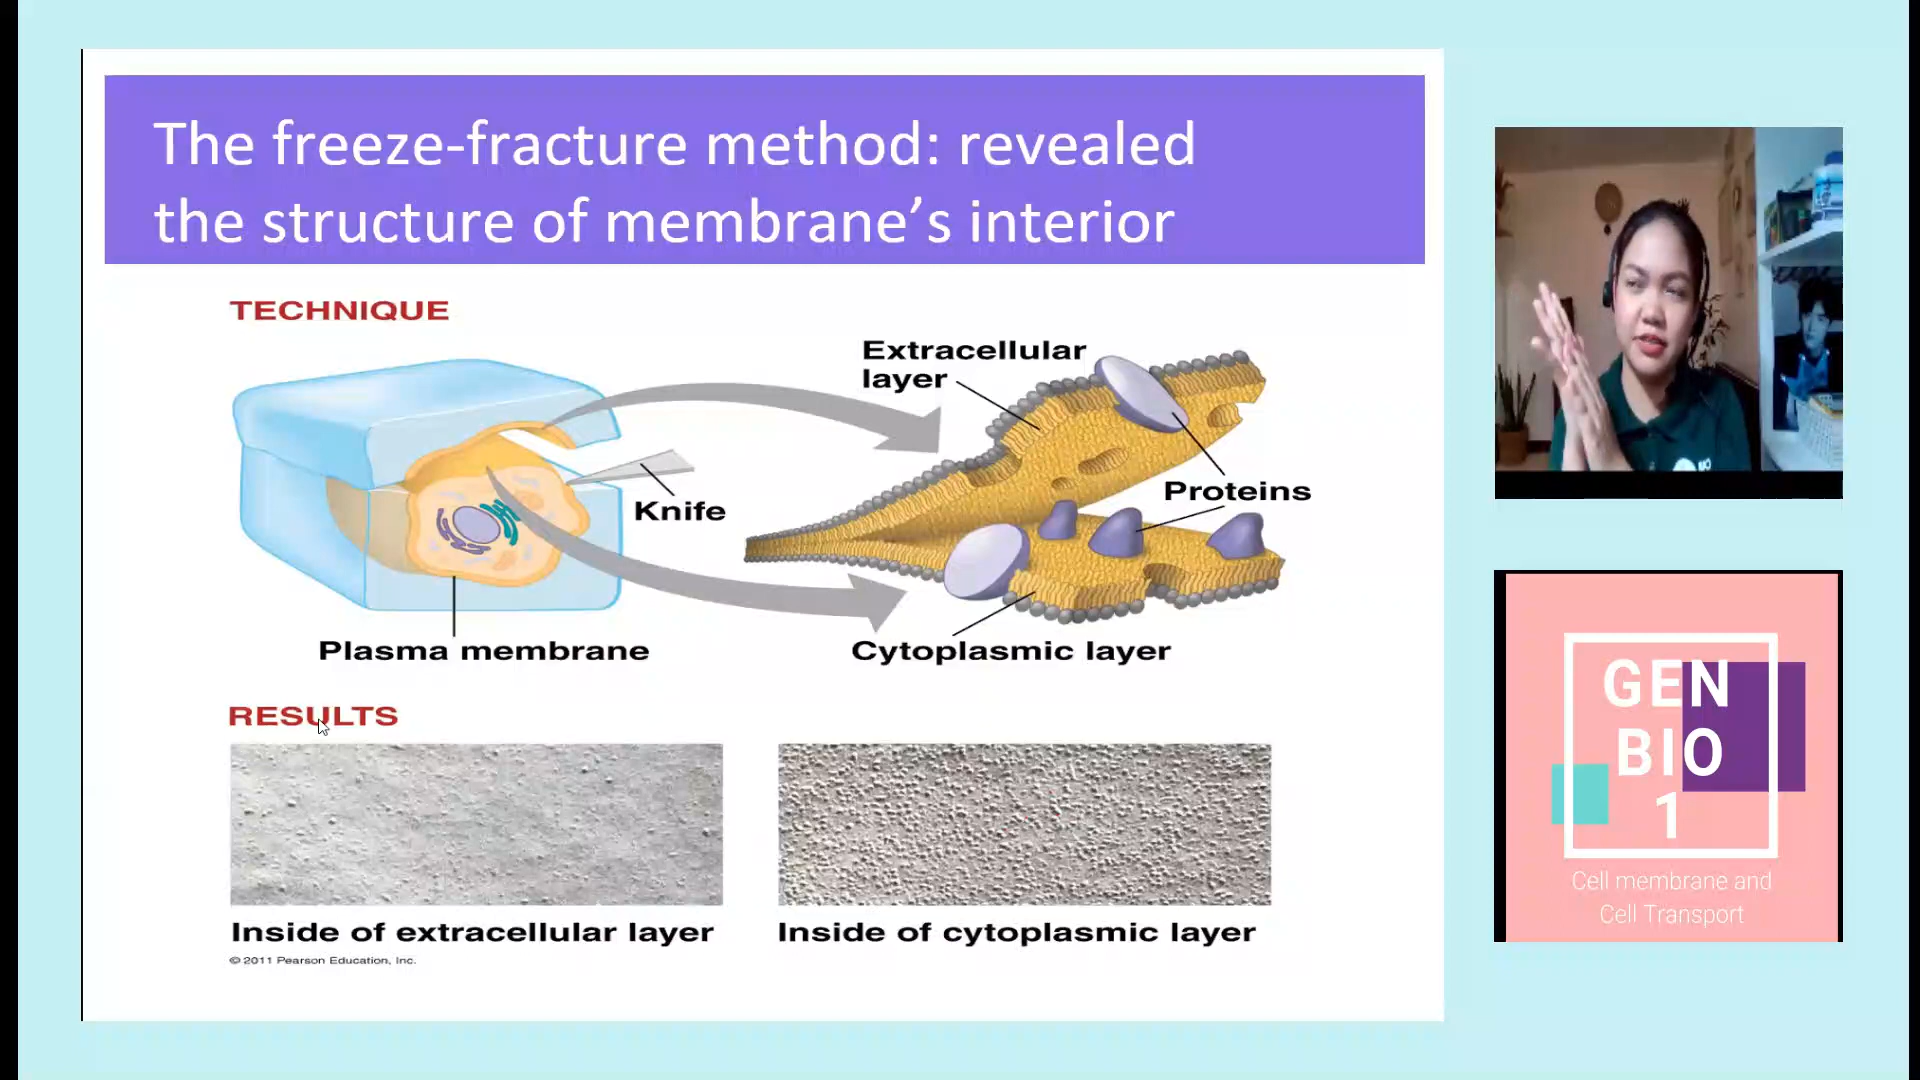 The freeze-fracture method: revealed
the structure of membrane’s interior
TECHNIQUE
Extracellular
layer
Knife
Proteins
Plasma membrane
Cytoplasmic layer
RESULTS
Inside of extracellular layer
Inside of cytoplasmic layer
© 2011 Pearson Education, Inc.
GEN
BIO
1
Cell membrane and
Cell Transport